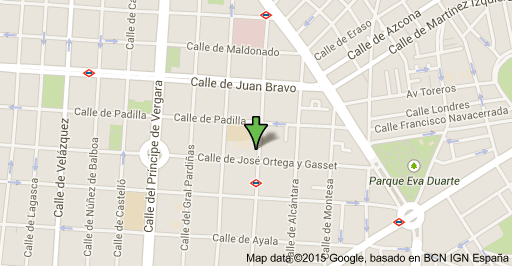 Calle de Eraso
Calle de Azcona
Calle de Martínez Izquierdo
Calle de Maldonado
Calle de Juan Bravo
Av Toreros
Calle Londres
Calle Francisco Navacerrada
Calle de Padilla
Calle de Padilla
Calle de José Ortega y Gasset
Parque Eva Duarte
Calle de Lagasca
Calle de Velázquez
Calle de Núñez de Balboa
Calle de Castelló
Calle del Príncipe de Vergara
Calle del Gral Pardiñas
Calle de Alcántara
Calle de Montesa
Calle de Ayala
Map data ©2015 Google, basado en BCN IGN España